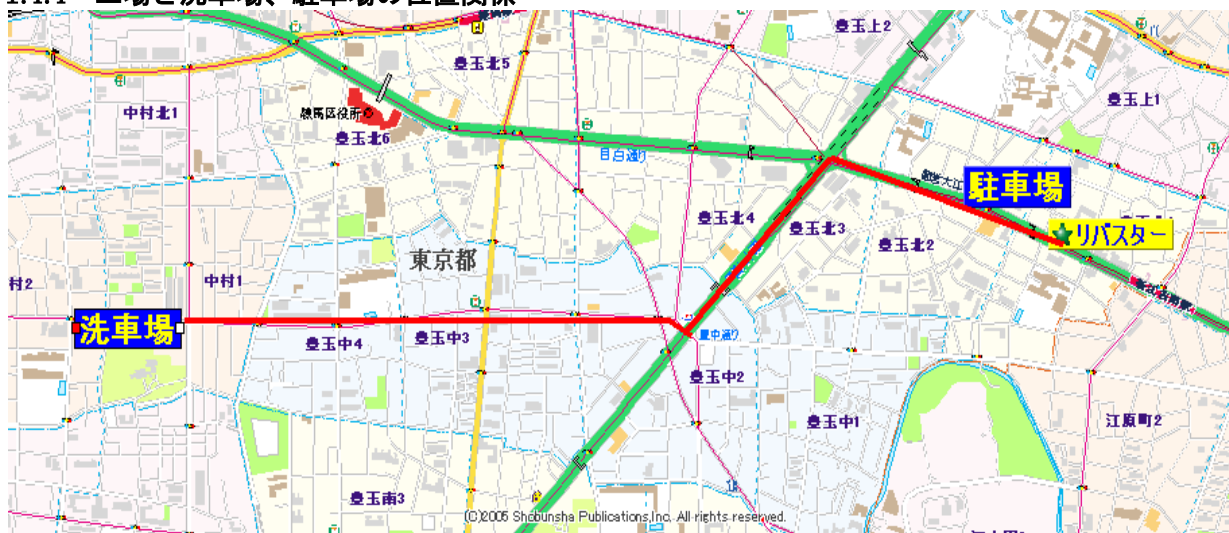 豊玉上2
豊玉北5
豊玉上1
中村北1
練馬区役所
豊玉北6
目白通り
駐車場
豊玉北4
豊玉北3
リバスター
豊玉北2
東京都
村2
中村1
洗車場
豊中通り
豊玉中4
豊玉中3
豊玉中2
豊玉中1
江原町2
豊玉南3
(C)2005 Shobunsha Publications,Inc. All rights reserved.